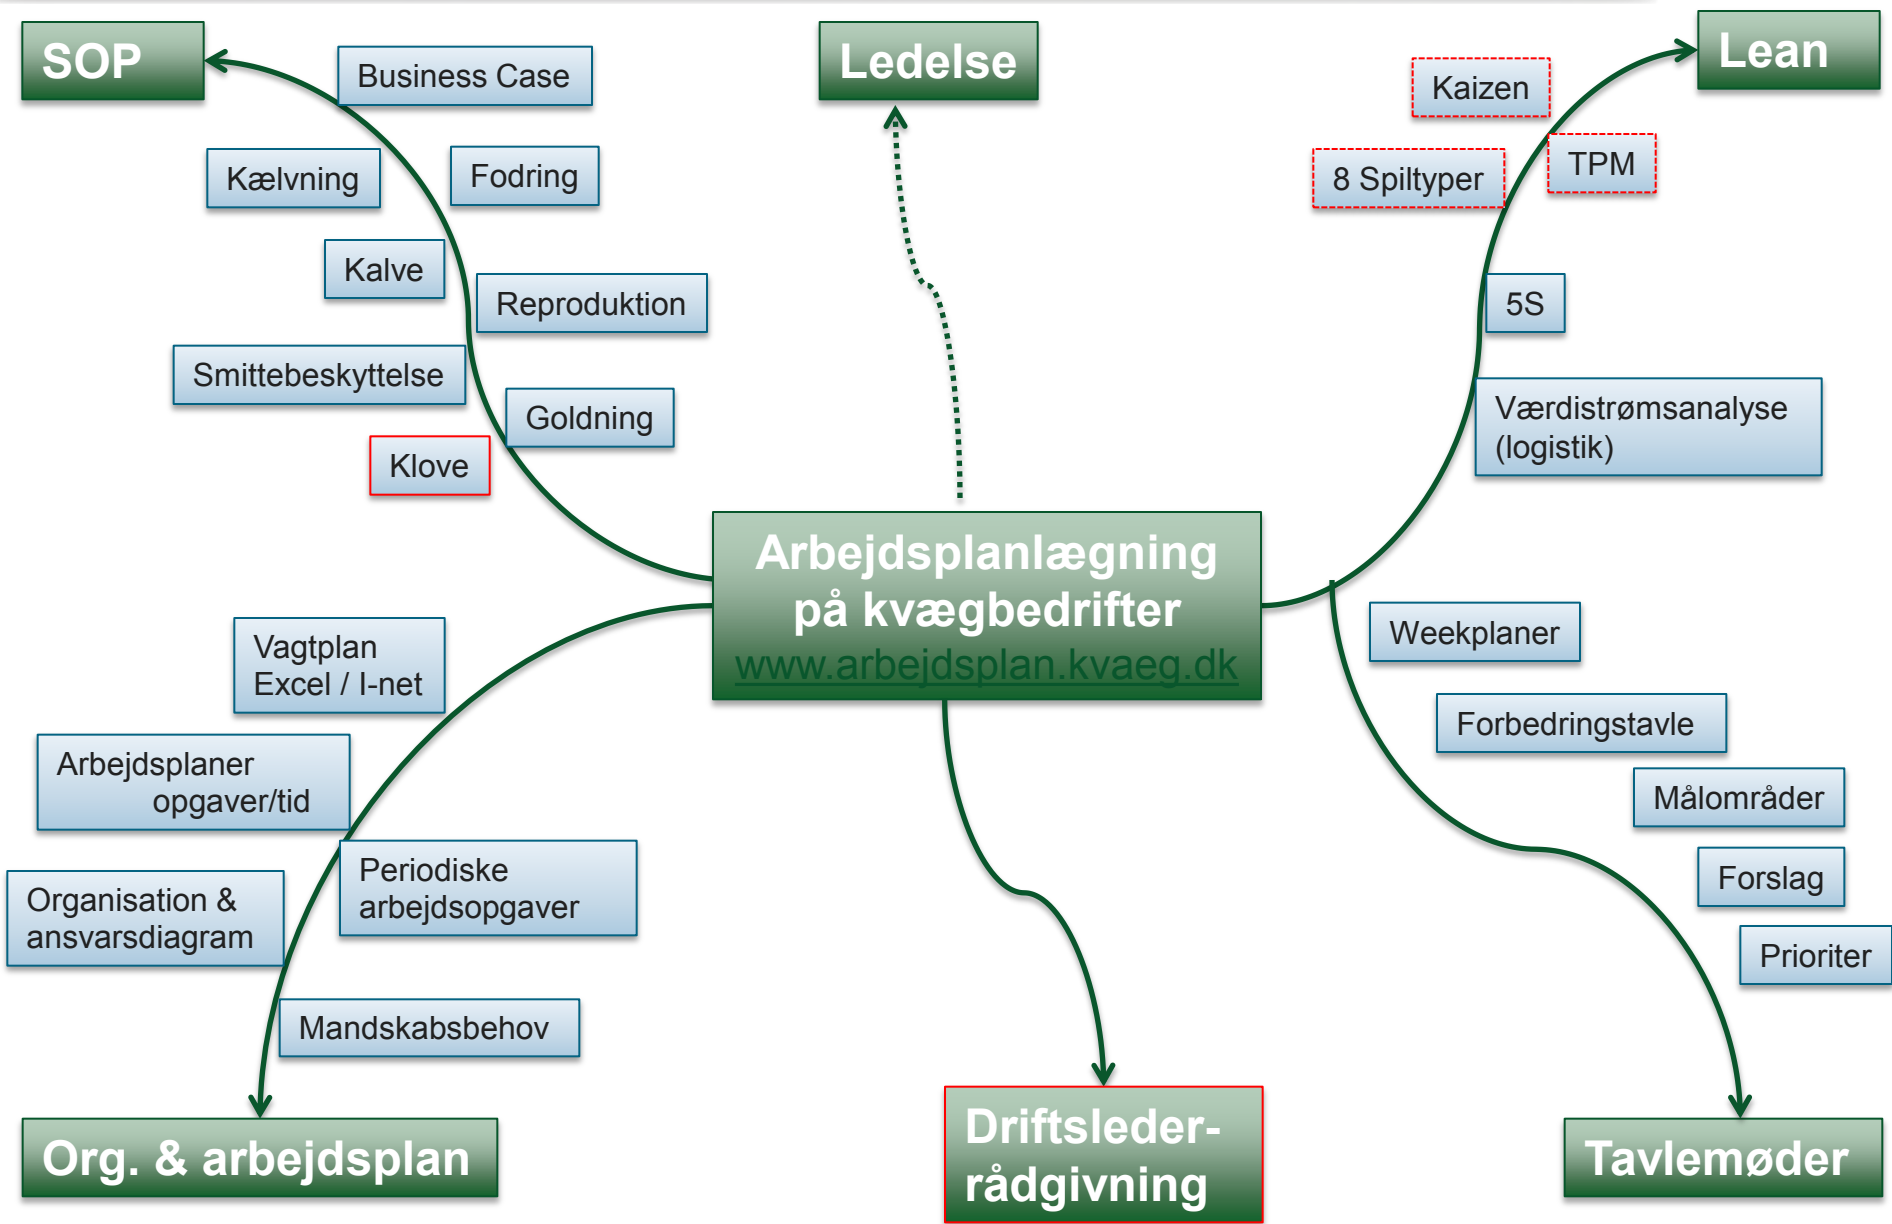 SOP
Ledelse
Lean
Business Case
Kaizen
Kælvning
Fodring
8 Spiltyper
TPM
Kalve
Reproduktion
5S
Smittebeskyttelse
Goldning
Klove
Værdistrømsanalyse
(logistik)
Arbejdsplanlægning
på kvægbedrifter
www.arbejdsplan.kvaeg.dk
Vagtplan
Excel / I-net
Weekplaner
Forbedringstavle
Arbejdsplaner
opgaver/tid
Målområder
Periodiske
arbejdsopgaver
Forslag
Organisation &
ansvarsdiagram
Prioriter
Mandskabsbehov
Org. & arbejdsplan
Driftsleder-
rådgivning
Tavlemøder